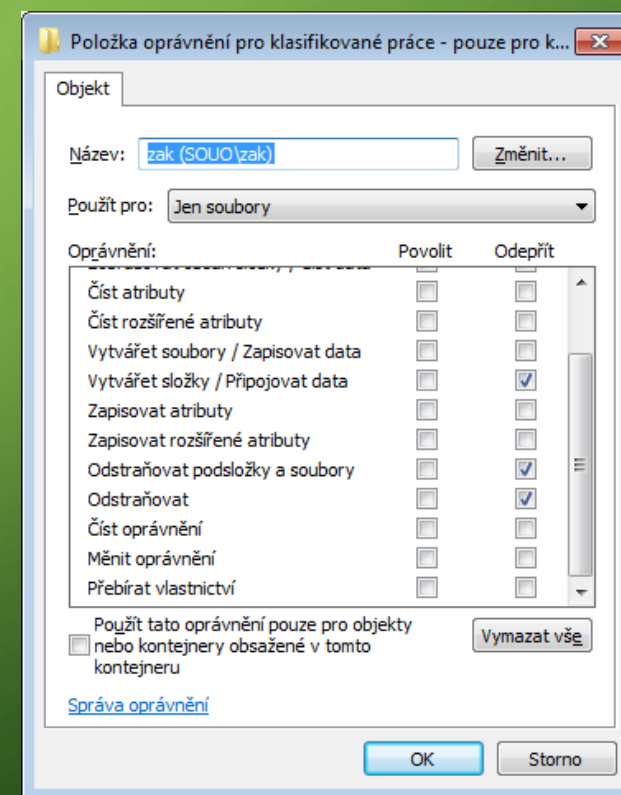 Položka oprávnění pro klasifikované práce - pouze pro k...
Objekt
Název: zak (SOUO\zak) Změnit...
Použít pro: Jen soubory
Oprávnění: Povolit Odepřít
Číst atributy
Číst rozšířené atributy
Vytvářet soubory / Zapisovat data
Vytvářet složky / Připojovat data
Zapisovat atributy
Zapisovat rozšířené atributy
Odstraňovat podsložky a soubory
Odstraňovat
Číst oprávnění
Měnit oprávnění
Přebírat vlastnictví
Použít tato oprávnění pouze pro objekty
nebo kontejnery obsažené v tomto
kontejneru
Vymazat vše
Správa oprávnění
OK Storno